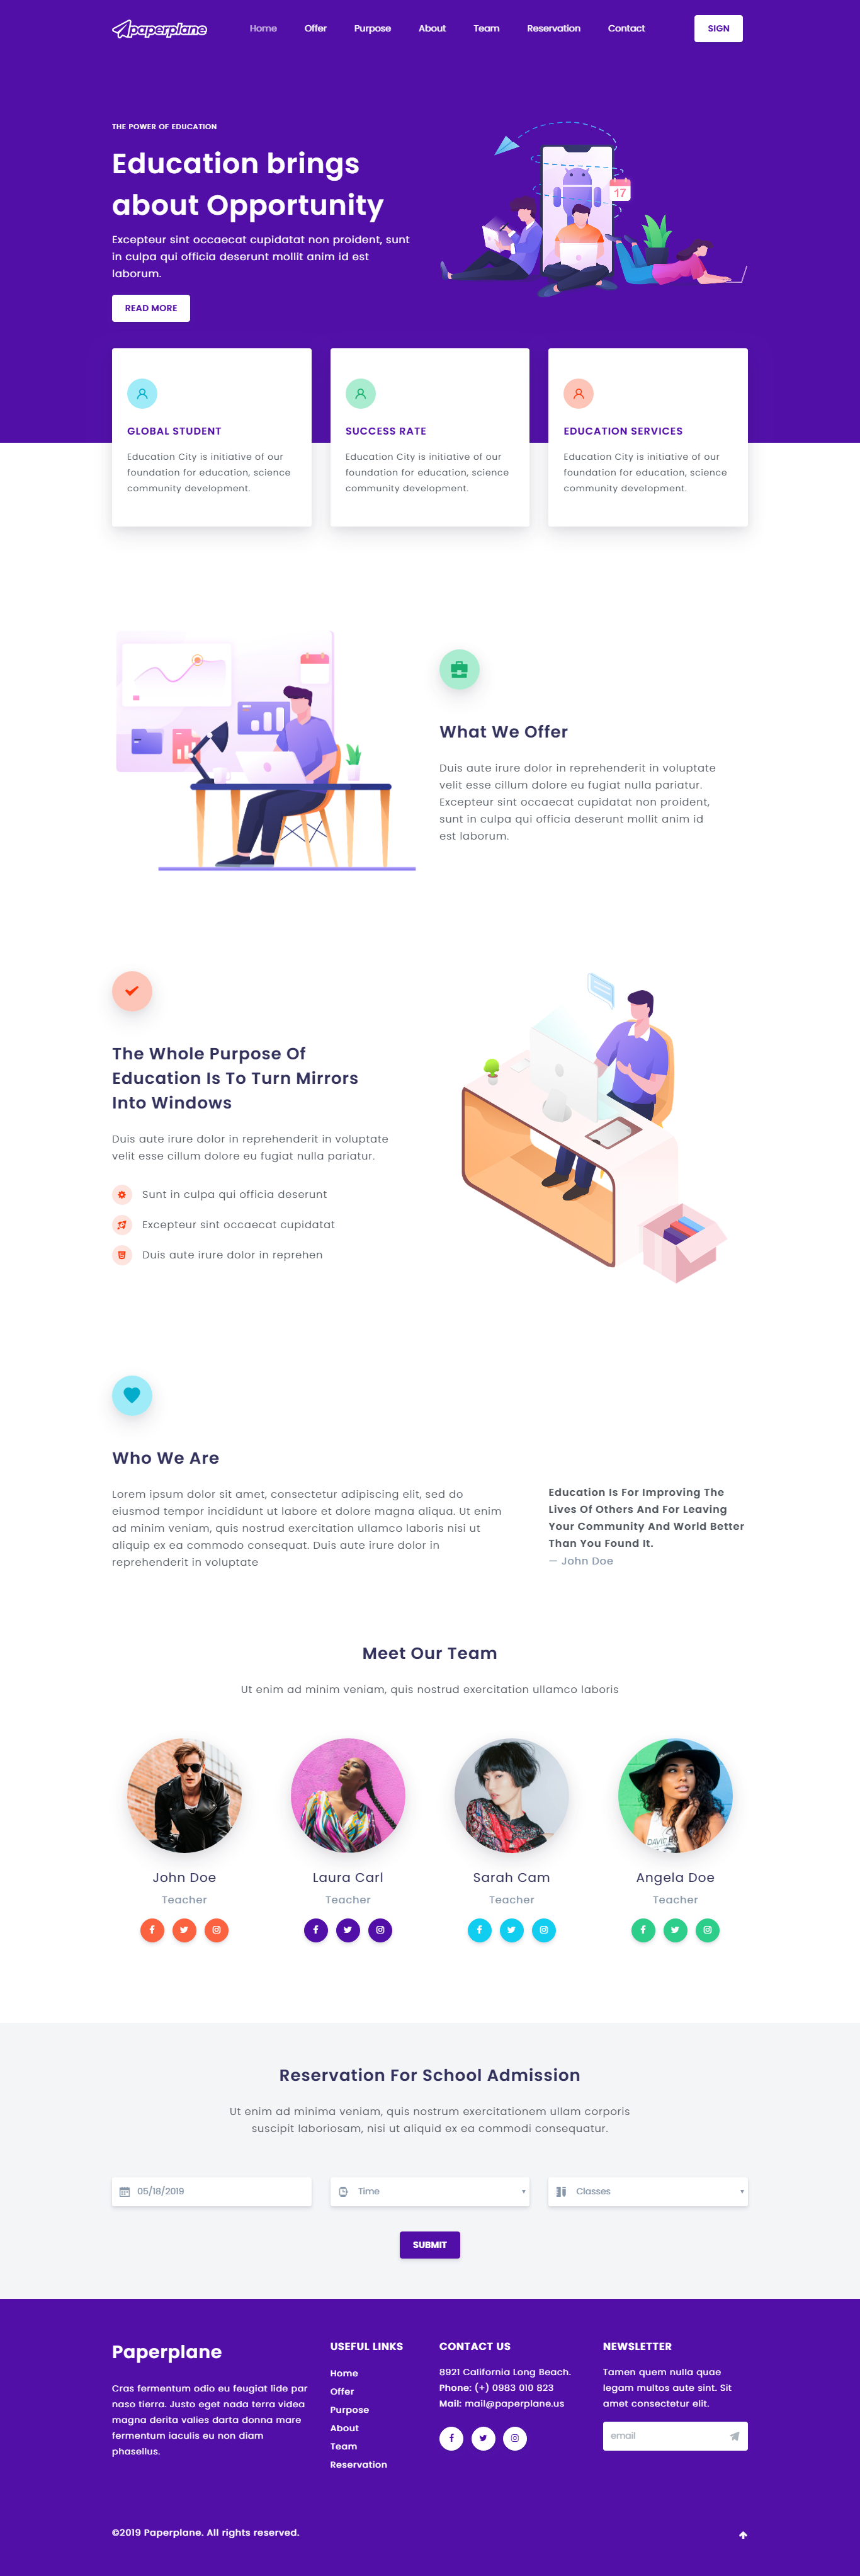 paperplane
Home Offer Purpose About Team Reservation Contact SIGN
THE POWER OF EDUCATION
Education brings
about Opportunity
Excepteur sint occaecat cupidatat non proident, sunt
in culpa qui officia deserunt mollit anim id est
laborum.
READ MORE
17
GLOBAL STUDENT
Education City is initiative of our
foundation for education, science
community development.
SUCCESS RATE
Education City is initiative of our
foundation for education, science
community development.
EDUCATION SERVICES
Education City is initiative of our
foundation for education, science
community development.
What We Offer
Duis aute irure dolor in reprehenderit in voluptate
velit esse cillum dolore eu fugiat nulla pariatur.
Excepteur sint occaecat cupidatat non proident,
sunt in culpa qui officia deserunt mollit anim id
est laborum.
The Whole Purpose Of
Education Is To Turn Mirrors
Into Windows
Duis aute irure dolor in reprehenderit in voluptate
velit esse cillum dolore eu fugiat nulla pariatur.
Sunt in culpa qui officia deserunt
Excepteur sint occaecat cupidatat
Duis aute irure dolor in reprehen
Who We Are
Lorem ipsum dolor sit amet, consectetur adipiscing elit, sed do
eiusmod tempor incididunt ut labore et dolore magna aliqua. Ut enim
ad minim veniam, quis nostrud exercitation ullamco laboris nisi ut
aliquip ex ea commodo consequat. Duis aute irure dolor in
reprehenderit in voluptate
Education Is For Improving The
Lives Of Others And For Leaving
Your Community And World Better
Than You Found It.
— John Doe
Meet Our Team
Ut enim ad minim veniam, quis nostrud exercitation ullamco laboris
John Doe
Teacher
Laura Carl
Teacher
Sarah Cam
Teacher
Angela Doe
Teacher
Reservation For School Admission
Ut enim ad minima veniam, quis nostrum exercitationem ullam corporis
suscipit laboriosam, nisi ut aliquid ex ea commodi consequatur.
05/18/2019
Time
Classes
SUBMIT
Paperplane
Cras fermentum odio eu feugiat lide par
naso tierra. Justo eget nada terra videa
magna derita valies darta donna mare
fermentum iaculis eu non diam
phasellus.
USEFUL LINKS
Home
Offer
Purpose
About
Team
Reservation
CONTACT US
8921 California Long Beach.
Phone: (+) 0983 010 823
Mail: mail@paperplane.us
NEWSLETTER
Tamen quem nulla quae
legam multos aute sint. Sit
amet consectetur elit.
email
©2019 Paperplane. All rights reserved.